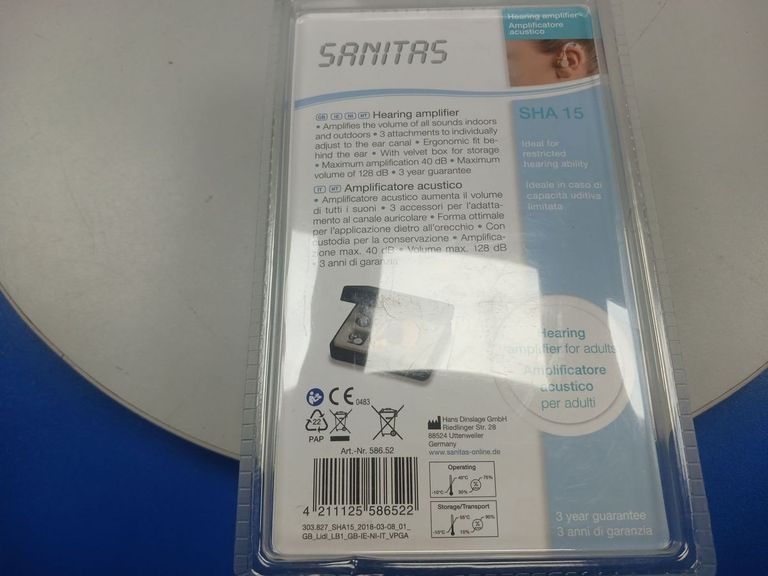 Hearing amplifier
Amplificatore
acustico
SANITAS
GB IE NI MT Hearing amplifier
• Amplifies the volume of all sounds indoors
and outdoors • 3 attachments to individually
adjust to the ear canal • Ergonomic fit be-
hind the ear • With velvet box for storage
• Maximum amplification 40 dB • Maximum
volume of 128 dB • 3 year guarantee
IT MT Amplificatore acustico
• Amplificatore acustico aumenta il volume
di tutti i suoni • 3 accessori per l'adatta-
mento al canale auricolare • Forma ottimale
per l'applicazione dietro all'orecchio • Con
custodia per la conservazione • Amplifica-
zione max. 40 dB • Volume max. 128 dB
• 3 anni di garanzia
SHA 15
Ideal for
restricted
hearing ability
Ideale in caso di
capacità uditiva
limitata
Hearing
amplifier for adults
Amplificatore
acustico
per adulti
CE 0483
22
PAP
Hans Dinslage GmbH
Riedlinger Str. 28
88524 Uttenweiler
Germany
www.sanitas-online.de
Art.-Nr. 586.52
4 211125 586522
303.827_SHA15_2018-03-08_01_
GB_Lidl_LB1_GB-IE-NI-IT_VPGA
Operating
40°C 75%
-10°C 30%
Storage/Transport
55°C 90%
-10°C 10%
3 year guarantee
3 anni di garanzia